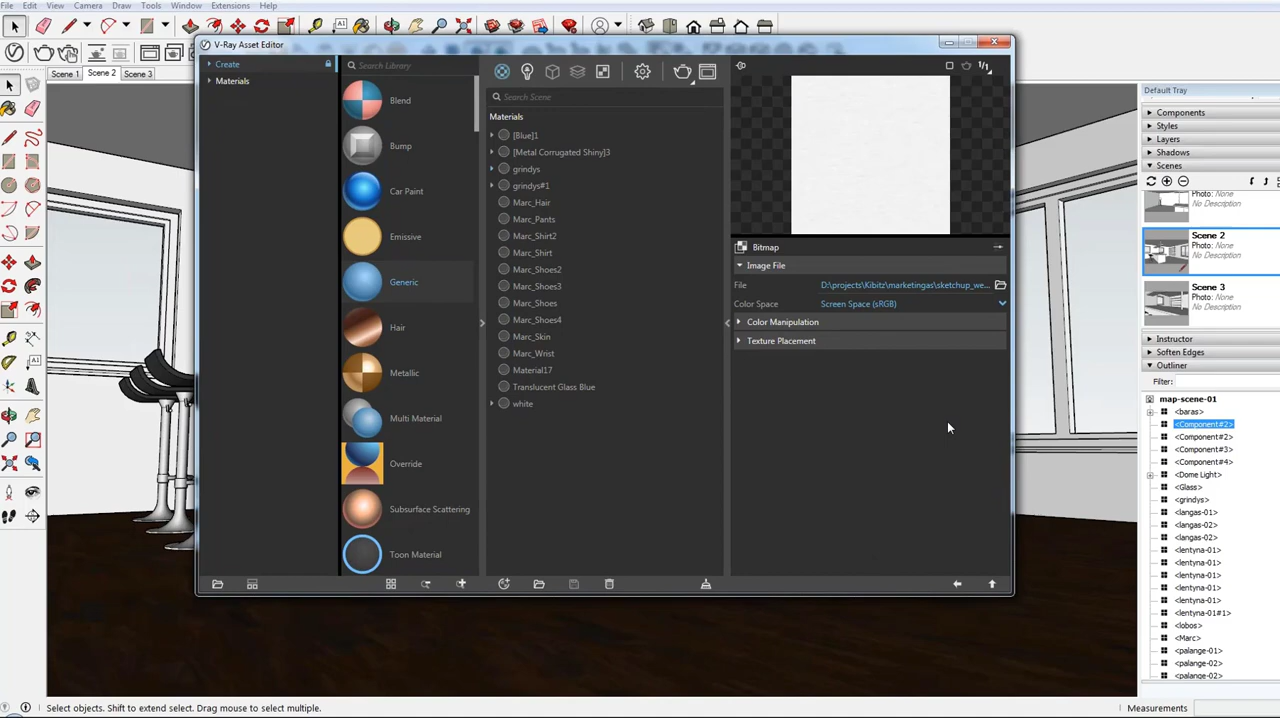 File Edit View Camera Draw Tools Window Extensions Help
V-Ray Asset Editor
Scene 1 Scene 2 Scene 3
Create
Materials
Search Library
Blend
Bump
Car Paint
Emissive
Generic
Hair
Metallic
Multi Material
Override
Subsurface Scattering
Toon Material
Search Scene
Materials
[Blue]1
[Metal Corrugated Shiny]3
grindys
grindys#1
Marc_Hair
Marc_Pants
Marc_Shirt2
Marc_Shirt
Marc_Shoes2
Marc_Shoes3
Marc_Shoes
Marc_Shoes4
Marc_Skin
Marc_Wrist
Material17
Translucent Glass Blue
white
1/1
Bitmap
Image File
File D:\projects\Kibitz\marketingas\sketchup_we...
Color Space Screen Space (sRGB)
Color Manipulation
Texture Placement
Default Tray
Components
Styles
Layers
Shadows
Scenes
Photo: None
No Description
Scene 2
Photo: None
No Description
Scene 3
Photo: None
No Description
Instructor
Soften Edges
Outliner
Filter:
map-scene-01
<baras>
<Component#2>
<Component#2>
<Component#3>
<Component#4>
<Dome Light>
<Glass>
<grindys>
<langas-01>
<langas-02>
<langas-02>
<lentyna-01>
<lentyna-01>
<lentyna-01>
<lentyna-01>
<lentyna-01#1>
<lobos>
<Marc>
<palange-01>
<palange-02>
<palange-02>
Select objects. Shift to extend select. Drag mouse to select multiple.
Measurements